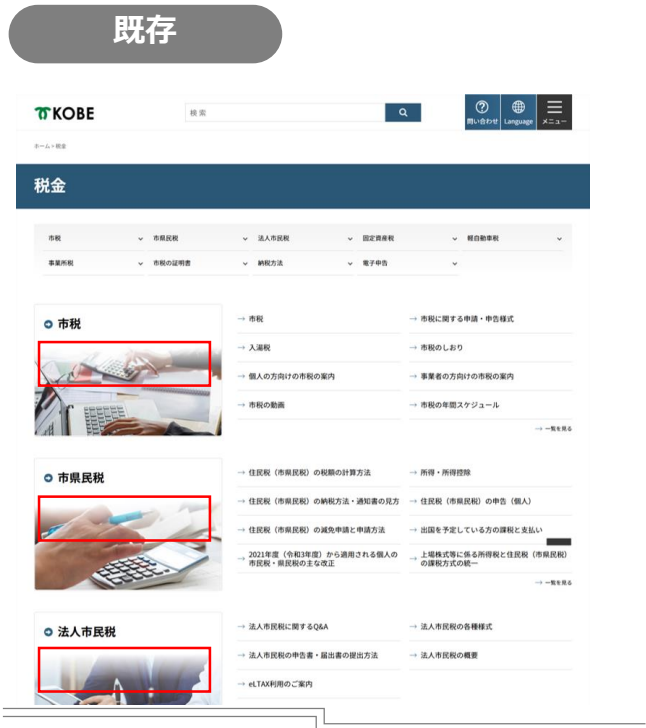 既存
KOBE
検索
問い合わせ Language メニュー
ホーム > 税金
税金
市税 市県民税 法人市民税 固定資産税 軽自動車税
事業所税 市税の証明書 納税方法 電子申告
市税
→ 市税
→ 市税に関する申請・申告様式
→ 入湯税
→ 市税のしおり
→ 個人の方向けの市税の案内
→ 事業者の方向けの市税の案内
→ 市税の動画
→ 市税の年間スケジュール
→ 一覧を見る
市県民税
→ 住民税（市県民税）の税額の計算方法
→ 所得・所得控除
→ 住民税（市県民税）の納税方法・通知書の見方
→ 住民税（市県民税）の申告（個人）
→ 住民税（市県民税）の減免申請と申請方法
→ 出国を予定している方の課税と支払い
→ 2021年度（令和3年度）から適用される個人の
市民税・県民税の主な改正
→ 上場株式等に係る所得税と住民税（市県民税）
の課税方式の統一
→ 一覧を見る
法人市民税
→ 法人市民税に関するQ&A
→ 法人市民税の各種様式
→ 法人市民税の申告書・届出書の提出方法
→ 法人市民税の概要
→ eLTAX利用のご案内